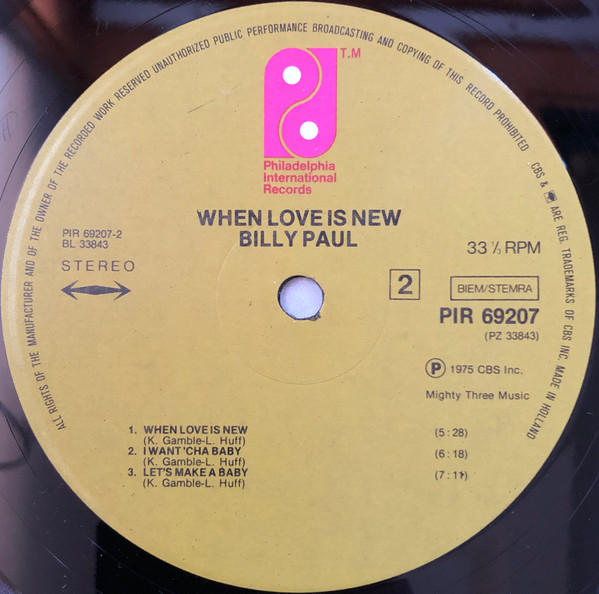 ALL RIGHTS OF THE MANUFACTURER AND OF THE OWNER OF THE RECORDED WORK RESERVED UNAUTHORIZED PUBLIC PERFORMANCE BROADCASTING AND COPYING OF THIS RECORD PROHIBITED CBS & ARE REG. TRADEMARKS OF CBS INC. MADE IN HOLLAND
T.M
Philadelphia
International
Records
WHEN LOVE IS NEW
BILLY PAUL
PIR 69207-2
BL 33843
STEREO
33 ⅓ RPM
2
BIEM/STEMRA
PIR 69207
(PZ 33843)
Ⓟ 1975 CBS Inc.
Mighty Three Music
1. WHEN LOVE IS NEW (5:28)
(K. Gamble-L. Huff)
2. I WANT 'CHA BABY (6:18)
(K. Gamble-L. Huff)
3. LET'S MAKE A BABY (7:11)
(K. Gamble-L. Huff)